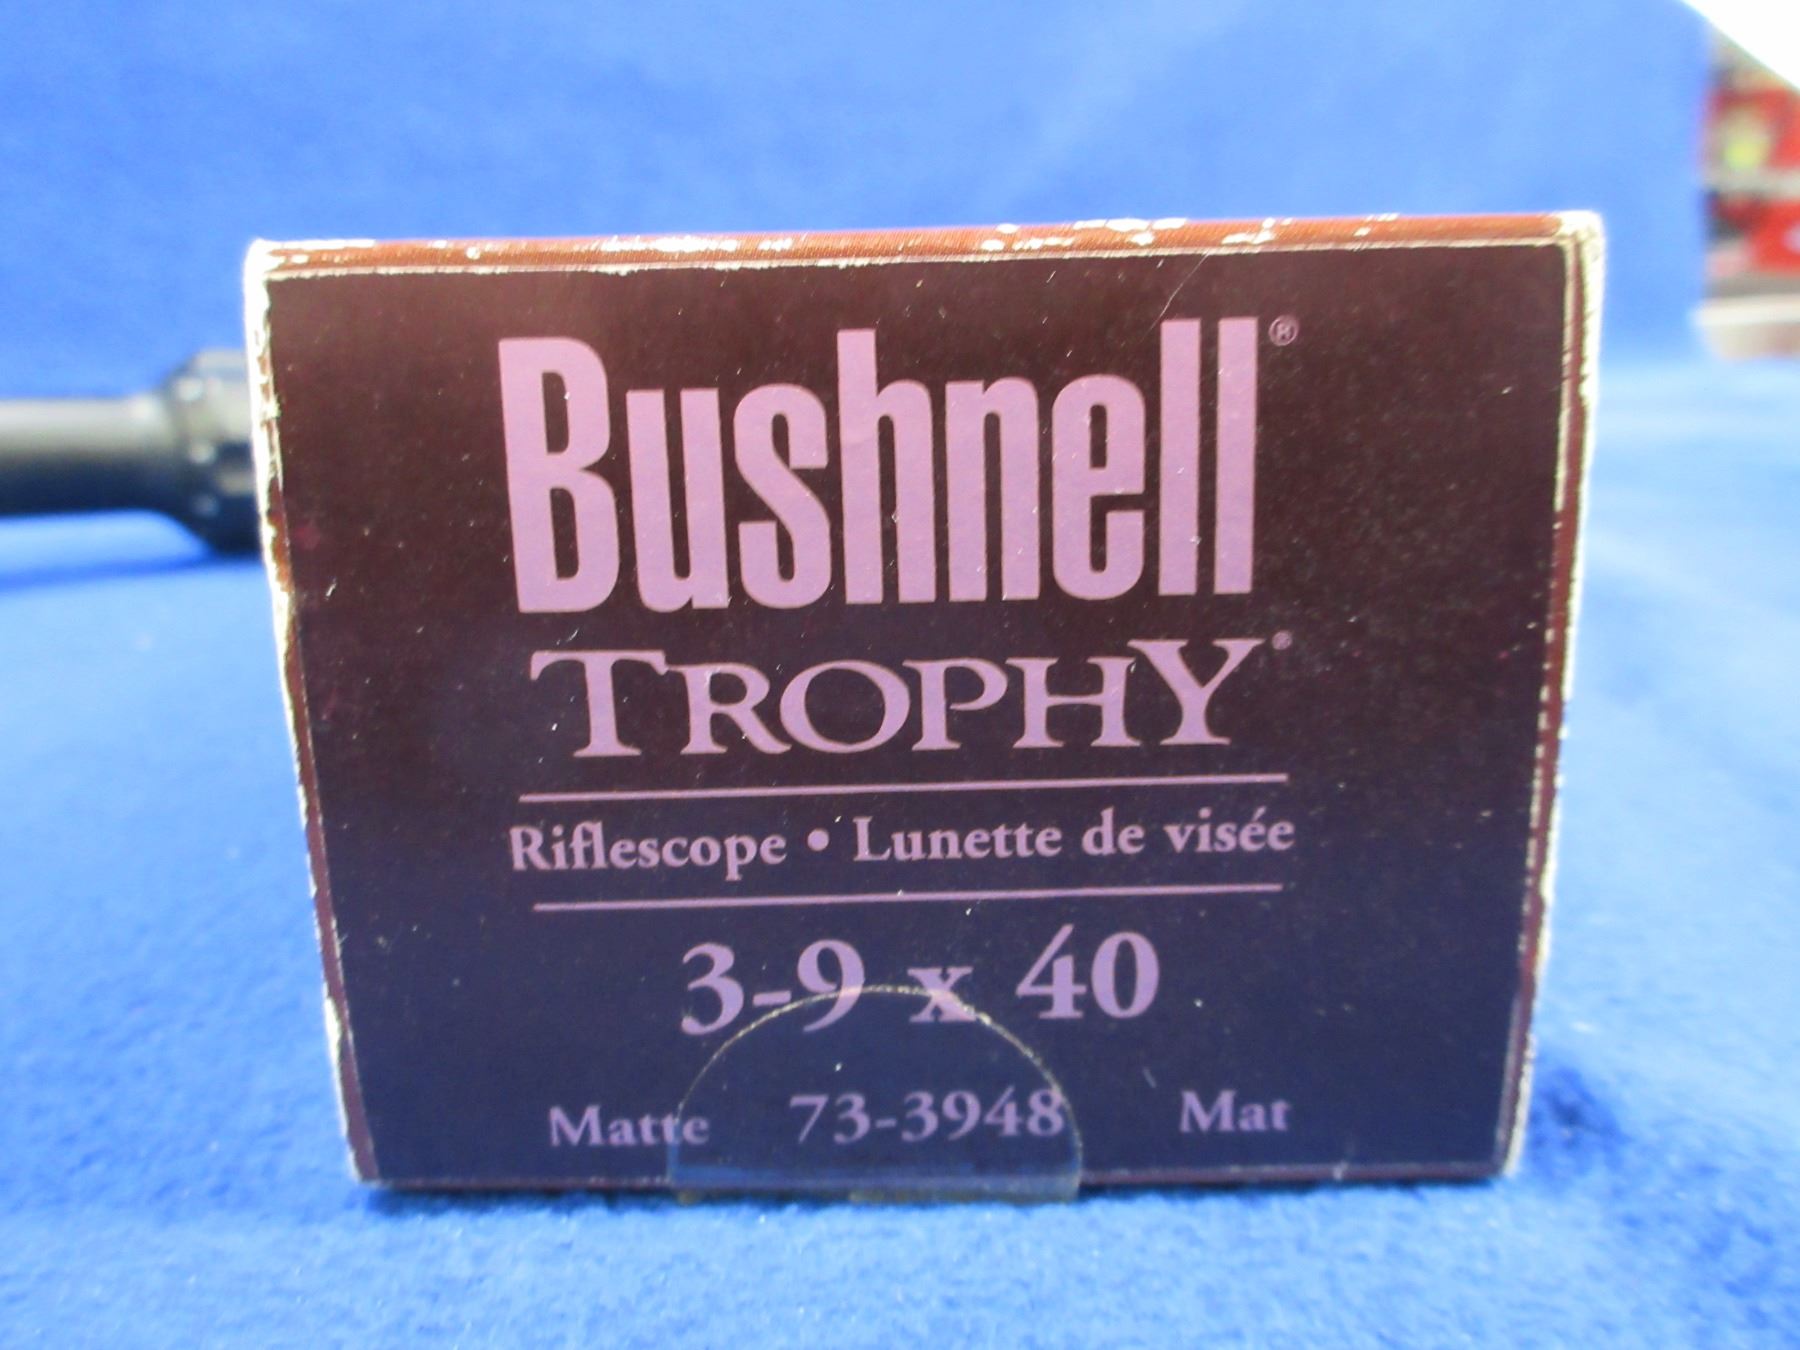 Bushnell®
TROPHY®
Riflescope • Lunette de visée
3-9 x 40
Matte 73-3948 Mat